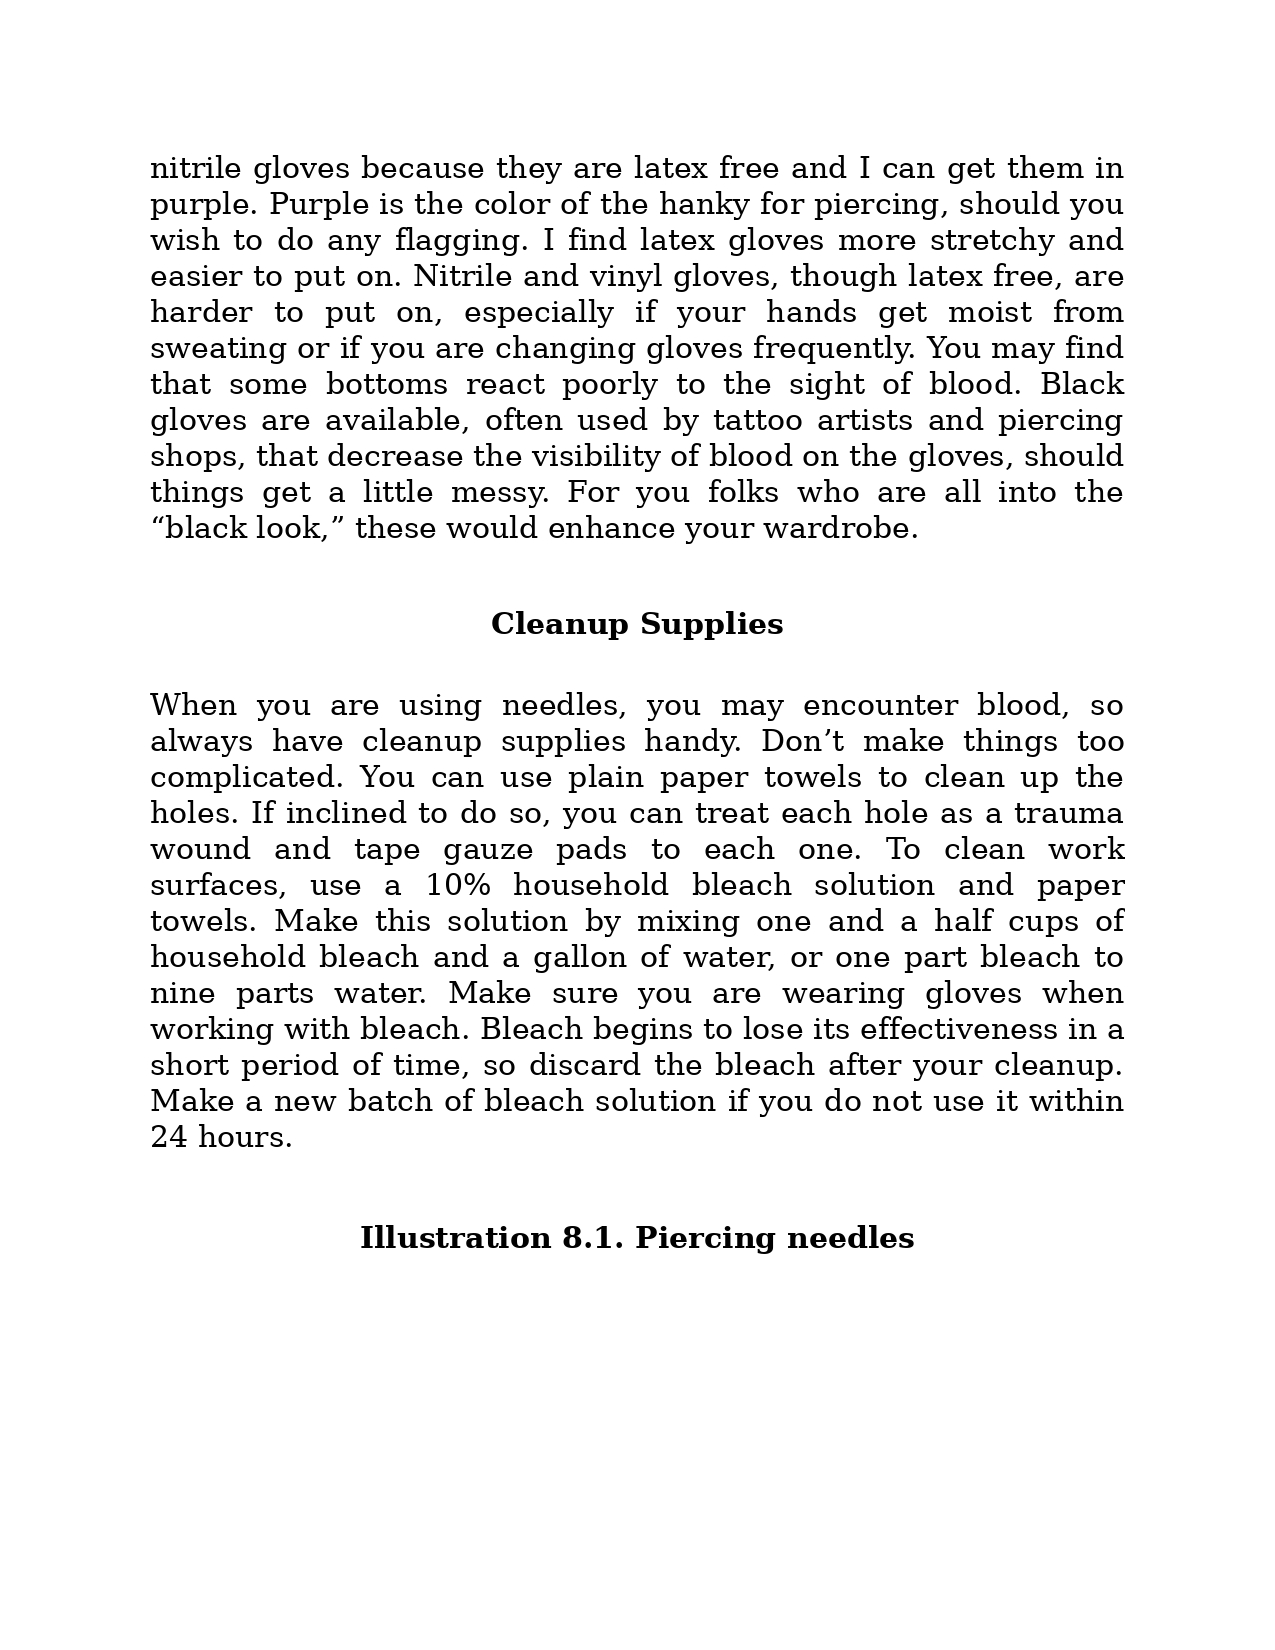 nitrile gloves because they are latex free and I can get them in
purple. Purple is the color of the hanky for piercing, should you
wish to do any flagging. I find latex gloves more stretchy and
easier to put on. Nitrile and vinyl gloves, though latex free, are
harder to put on, especially if your hands get moist from
sweating or if you are changing gloves frequently. You may find
that some bottoms react poorly to the sight of blood. Black
gloves are available, often used by tattoo artists and piercing
shops, that decrease the visibility of blood on the gloves, should
things get a little messy. For you folks who are all into the
“black look,” these would enhance your wardrobe.
Cleanup Supplies
When you are using needles, you may encounter blood, so
always have cleanup supplies handy. Don’t make things too
complicated. You can use plain paper towels to clean up the
holes. If inclined to do so, you can treat each hole as a trauma
wound and tape gauze pads to each one. To clean work
surfaces, use a 10% household bleach solution and paper
towels. Make this solution by mixing one and a half cups of
household bleach and a gallon of water, or one part bleach to
nine parts water. Make sure you are wearing gloves when
working with bleach. Bleach begins to lose its effectiveness in a
short period of time, so discard the bleach after your cleanup.
Make a new batch of bleach solution if you do not use it within
24 hours.
Illustration 8.1. Piercing needles